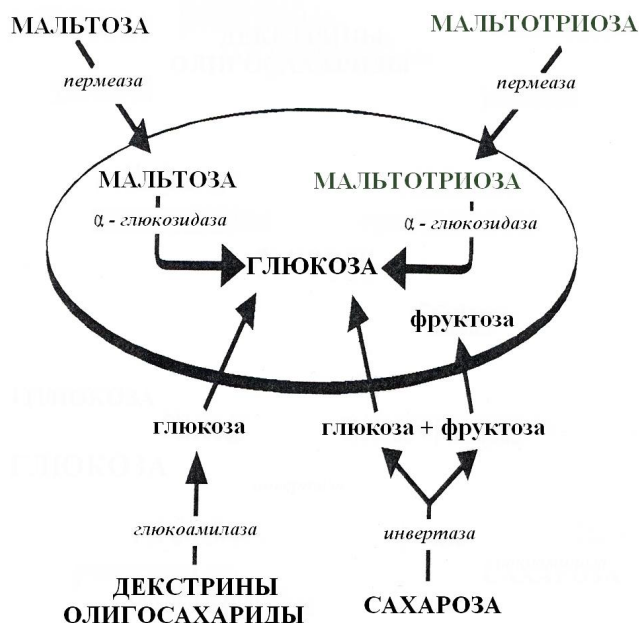 МАЛЬТОЗА
МАЛЬТОТРИОЗА
пермеаза
пермеаза
МАЛЬТОЗА
МАЛЬТОТРИОЗА
α - глюкозидаза
α - глюкозидаза
ГЛЮКОЗА
фруктоза
глюкоза
глюкоза + фруктоза
глюкоамилаза
инвертаза
ДЕКСТРИНЫ
ОЛИГОСАХАРИДЫ
САХАРОЗА